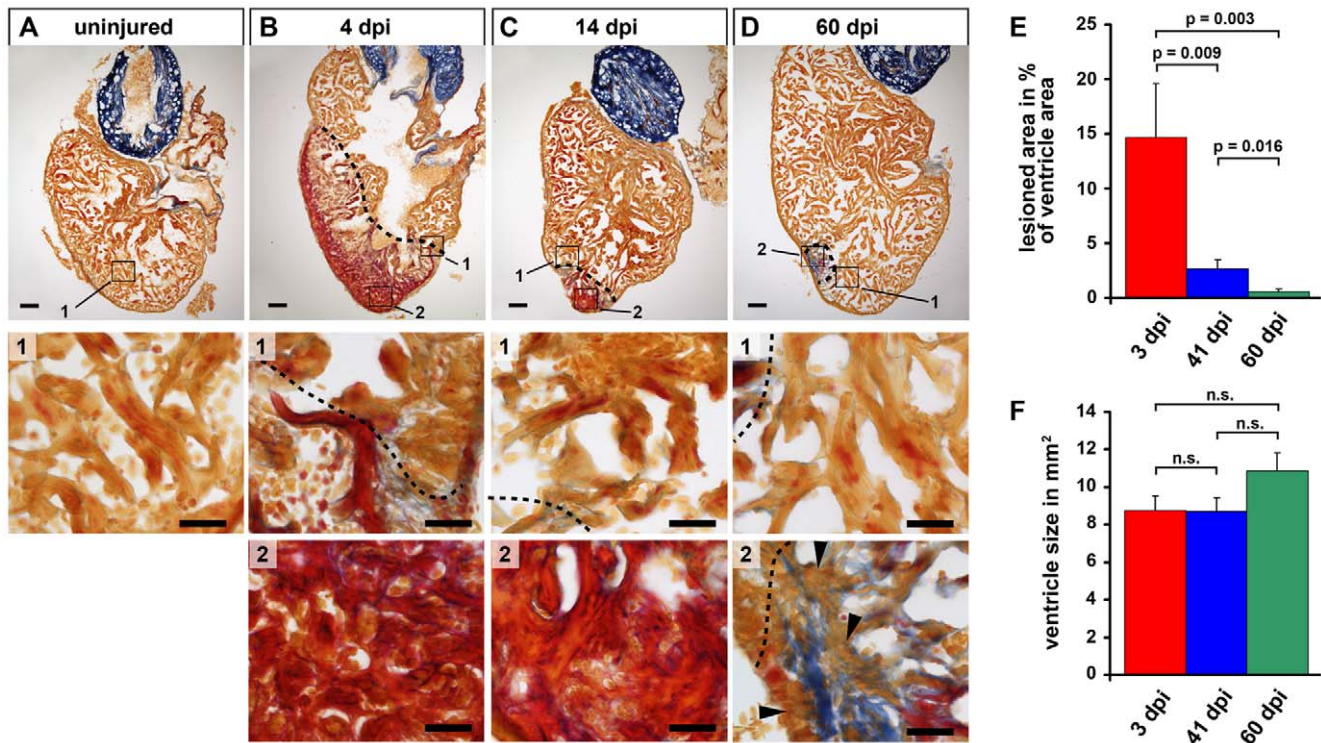 A uninjured
B 4 dpi
C 14 dpi
D 60 dpi
1
1
2
1
2
2
1
1
1
1
1
2
2
2
E
lesioned area in %
of ventricle area
25
20
15
10
5
0
p = 0.003
p = 0.009
p = 0.016
3 dpi
41 dpi
60 dpi
F
ventricle size in mm²
16
14
12
10
8
6
4
2
0
n.s.
n.s.
n.s.
3 dpi
41 dpi
60 dpi